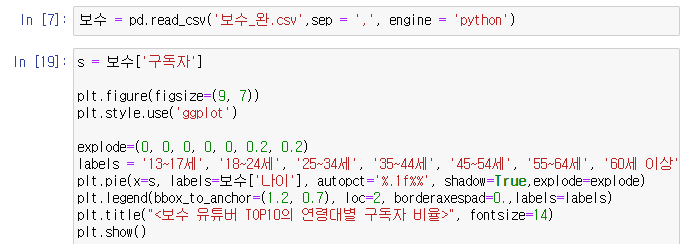 In [7]: 보수 = pd.read_csv('보수_완.csv',sep = ',', engine = 'python')
In [19]: s = 보수['구독자']
plt.figure(figsize=(9, 7))
plt.style.use('ggplot')
explode=(0, 0, 0, 0, 0, 0.2, 0.2)
labels = '13~17세', '18~24세', '25~34세', '35~44세', '45~54세', '55~64세', '60세 이상'
plt.pie(x=s, labels=보수['나이'], autopct='%.1f%%', shadow=True,explode=explode)
plt.legend(bbox_to_anchor=(1.2, 0.7), loc=2, borderaxespad=0.,labels=labels)
plt.title("<보수 유튜버 TOP10의 연령대별 구독자 비율>", fontsize=14)
plt.show()